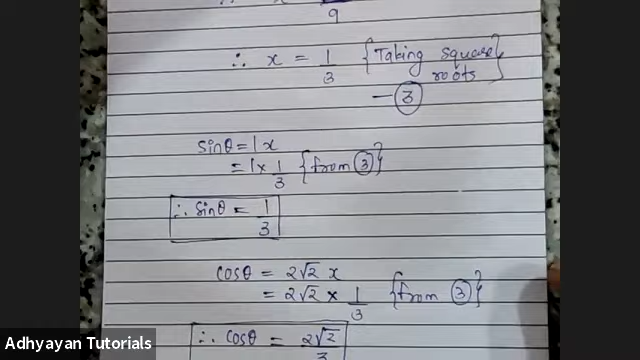 9
∴ x = 1/3 {Taking square roots}
— ③
sinθ = 1x
= 1 × 1/3 {from ③}
∴ sinθ = 1/3
cosθ = 2√2 x
= 2√2 × 1/3 {from ③}
∴ cosθ = 2√2/3
Adhyayan Tutorials